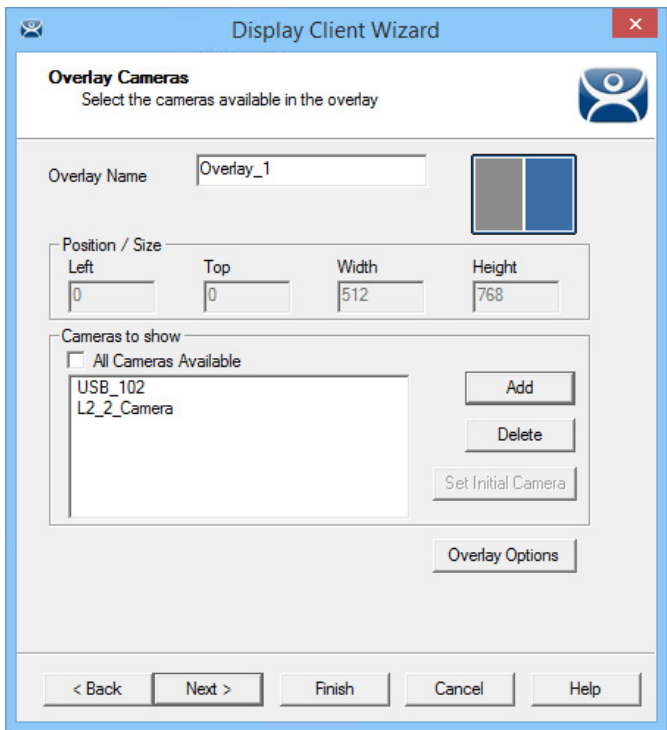 Display Client Wizard
Overlay Cameras
Select the cameras available in the overlay
Overlay Name
Overlay_1
Position / Size
Left Top Width Height
0 0 512 768
Cameras to show
All Cameras Available
USB_102
L2_2_Camera
Add
Delete
Set Initial Camera
Overlay Options
< Back Next > Finish Cancel Help